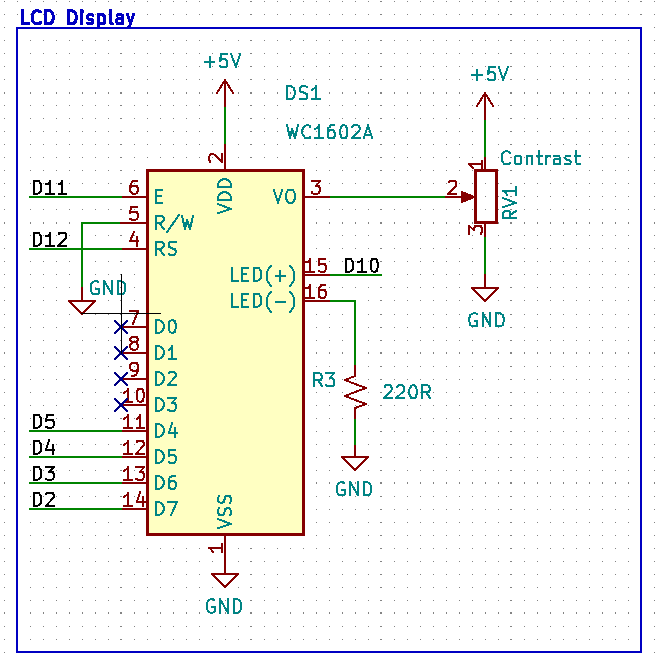 LCD Display
+5V
+5V
DS1
WC1602A
Contrast
RV1
1
2
3
2
VDD
D11 6 E
VO 3
5 R/W
D12 4 RS
LED(+) 15 D10
LED(-) 16
GND
GND
7 D0
8 D1
9 D2
10 D3
R3 220R
D5 11 D4
D4 12 D5
D3 13 D6
D2 14 D7
GND
VSS
1
GND